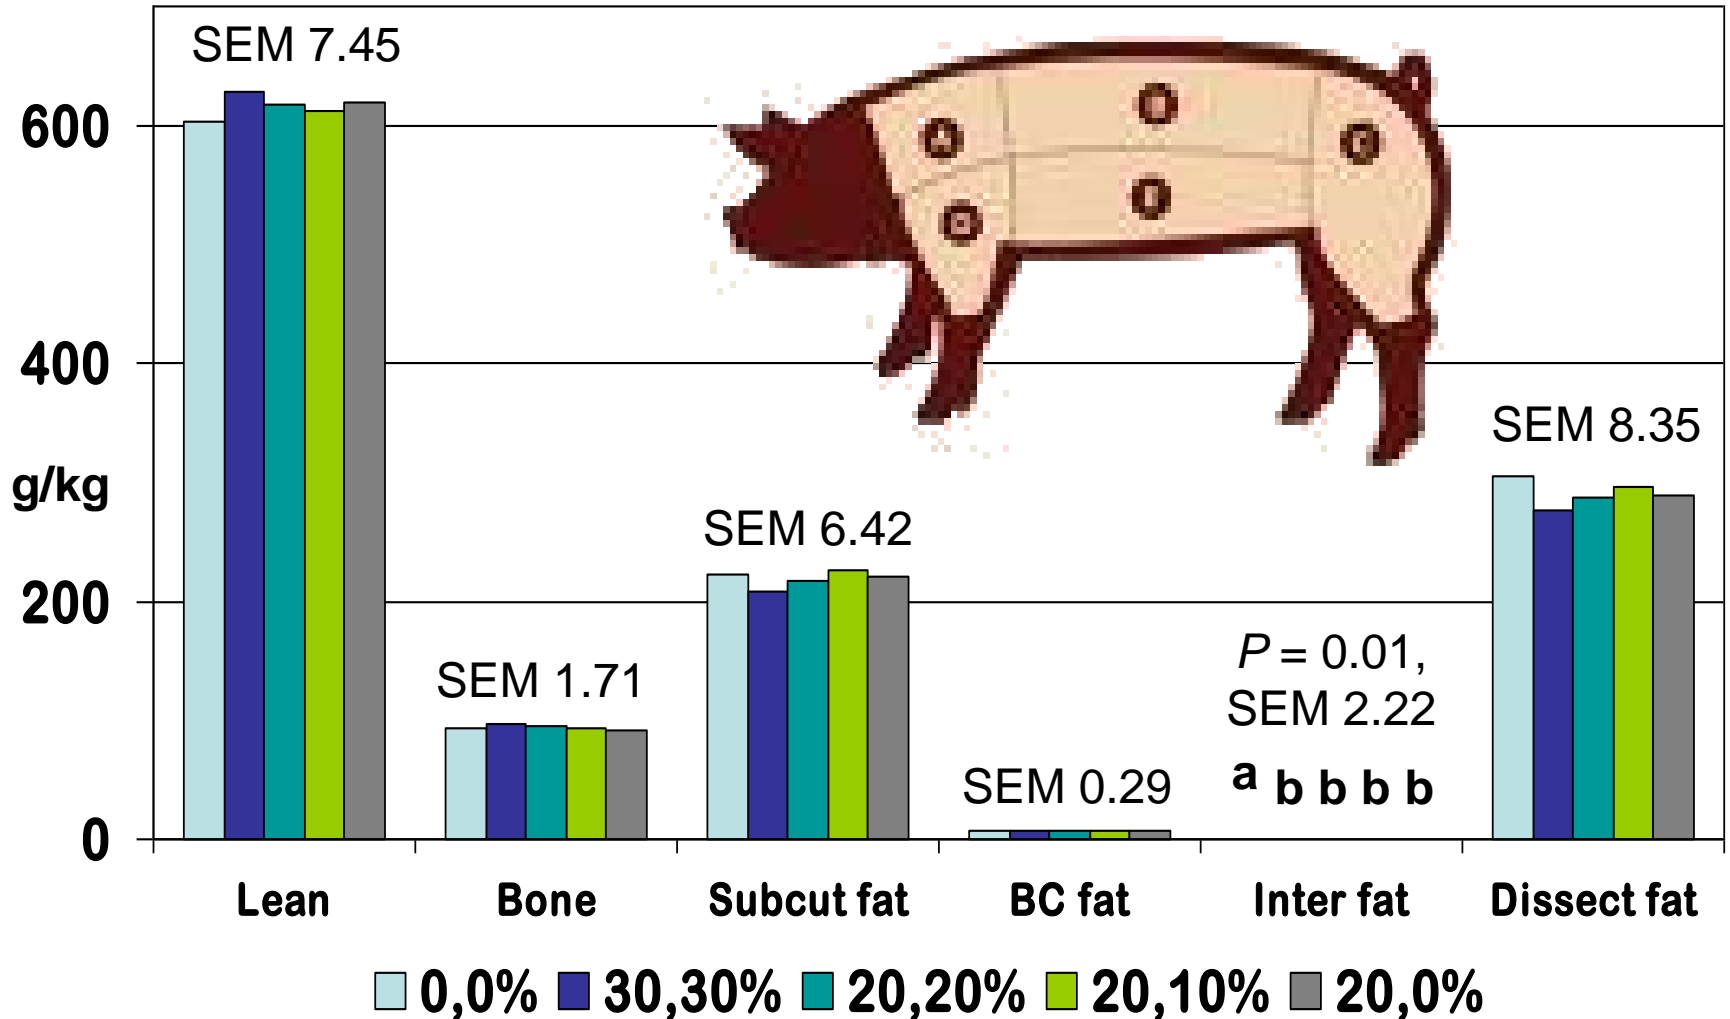 SEM 7.45
600
400
SEM 8.35
g/kg
SEM 6.42
200
P = 0.01,
SEM 1.71
SEM 2.22
SEM 0.29
a b b b b
0
Lean Bone Subcut fat BC fat Inter fat Dissect fat
0,0% 30,30% 20,20% 20,10% 20,0%